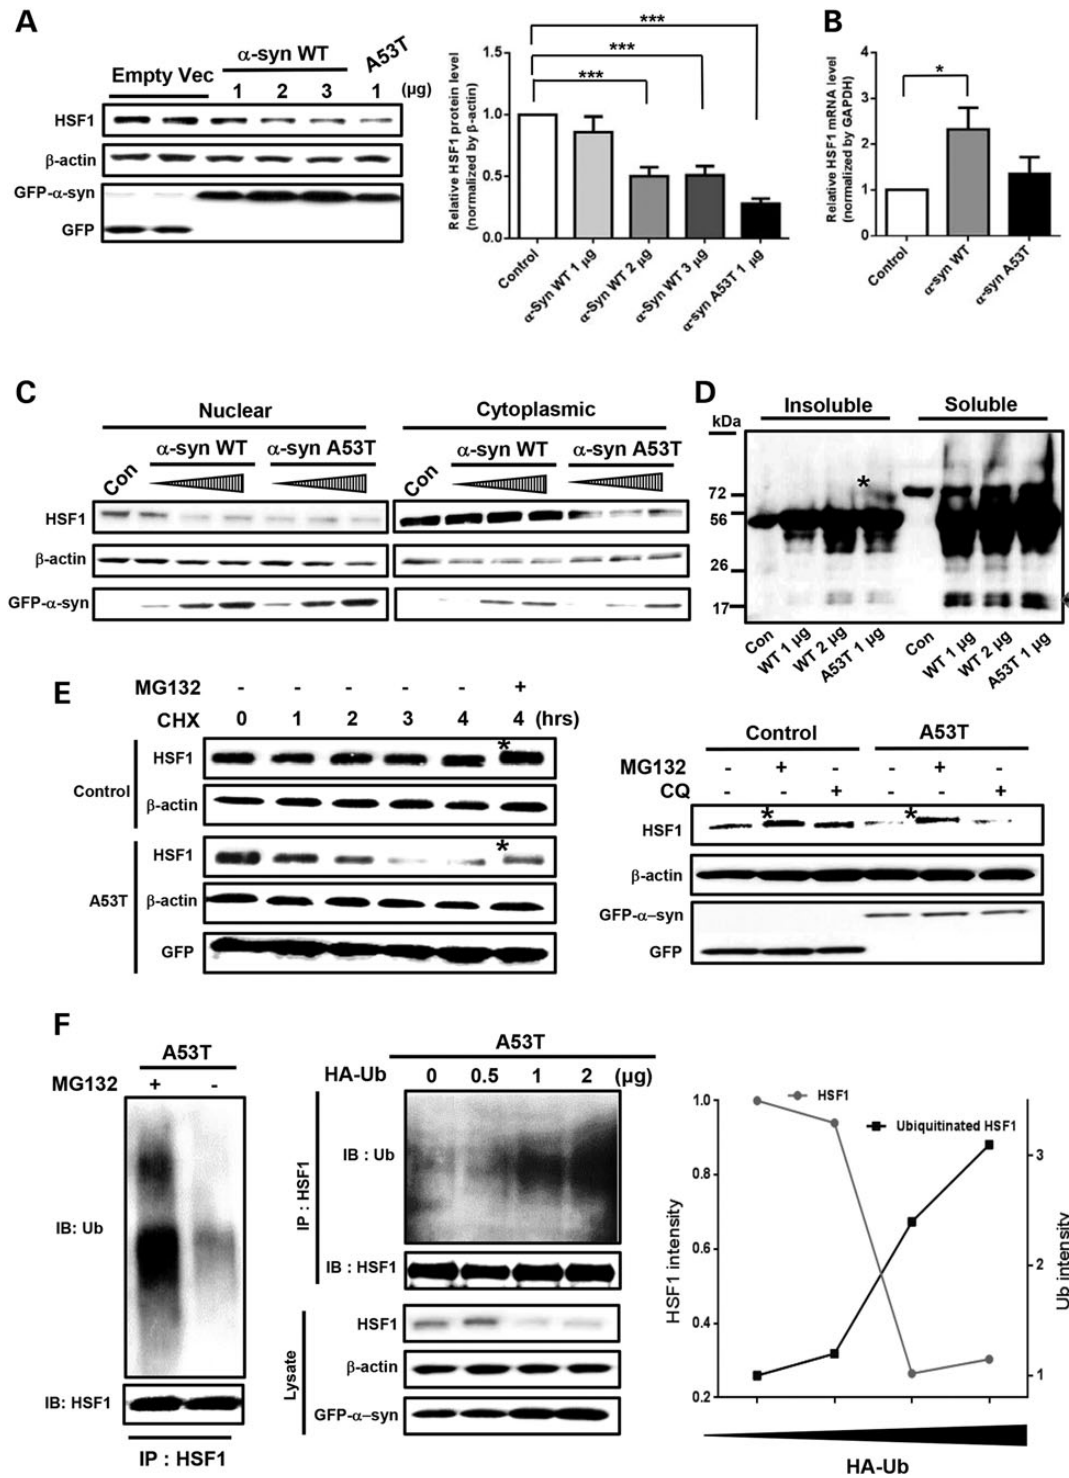 A
Empty Vec
α-syn WT
A53T
1 2 3 1 (μg)
HSF1
β-actin
GFP-α-syn
GFP
Relative HSF1 protein level
(normalized by β-actin)
1.5
1.0
0.5
0.0
***
***
***
Control
α-Syn WT 1 μg
α-Syn WT 2 μg
α-Syn WT 3 μg
α-syn A53T 1 μg
B
Relative HSF1 mRNA level
(normalized by GAPDH)
4
3
2
1
0
*
Control
α-syn WT
α-syn A53T
C
Nuclear
Cytoplasmic
Con
α-syn WT
α-syn A53T
Con
α-syn WT
α-syn A53T
HSF1
β-actin
GFP-α-syn
D
kDa
Insoluble
Soluble
72
56
26
17
*
Con
WT 1 μg
WT 2 μg
A53T 1 μg
Con
WT 1 μg
WT 2 μg
A53T 1 μg
E
MG132 - - - - - +
CHX 0 1 2 3 4 4 (hrs)
Control
HSF1 *
β-actin
A53T
HSF1 *
β-actin
GFP
Control A53T
MG132 - + - - + -
CQ - - + - - +
HSF1 * *
β-actin
GFP-α-syn
GFP
F
A53T
MG132 + -
IB: Ub
IB: HSF1
IP : HSF1
A53T
HA-Ub 0 0.5 1 2 (μg)
IP : HSF1
IB : Ub
IB : HSF1
Lysate
HSF1
β-actin
GFP-α-syn
HSF1
Ubiquitinated HSF1
HSF1 intensity
1.0
0.8
0.6
0.4
0.2
Ub intensity
3
2
1
HA-Ub